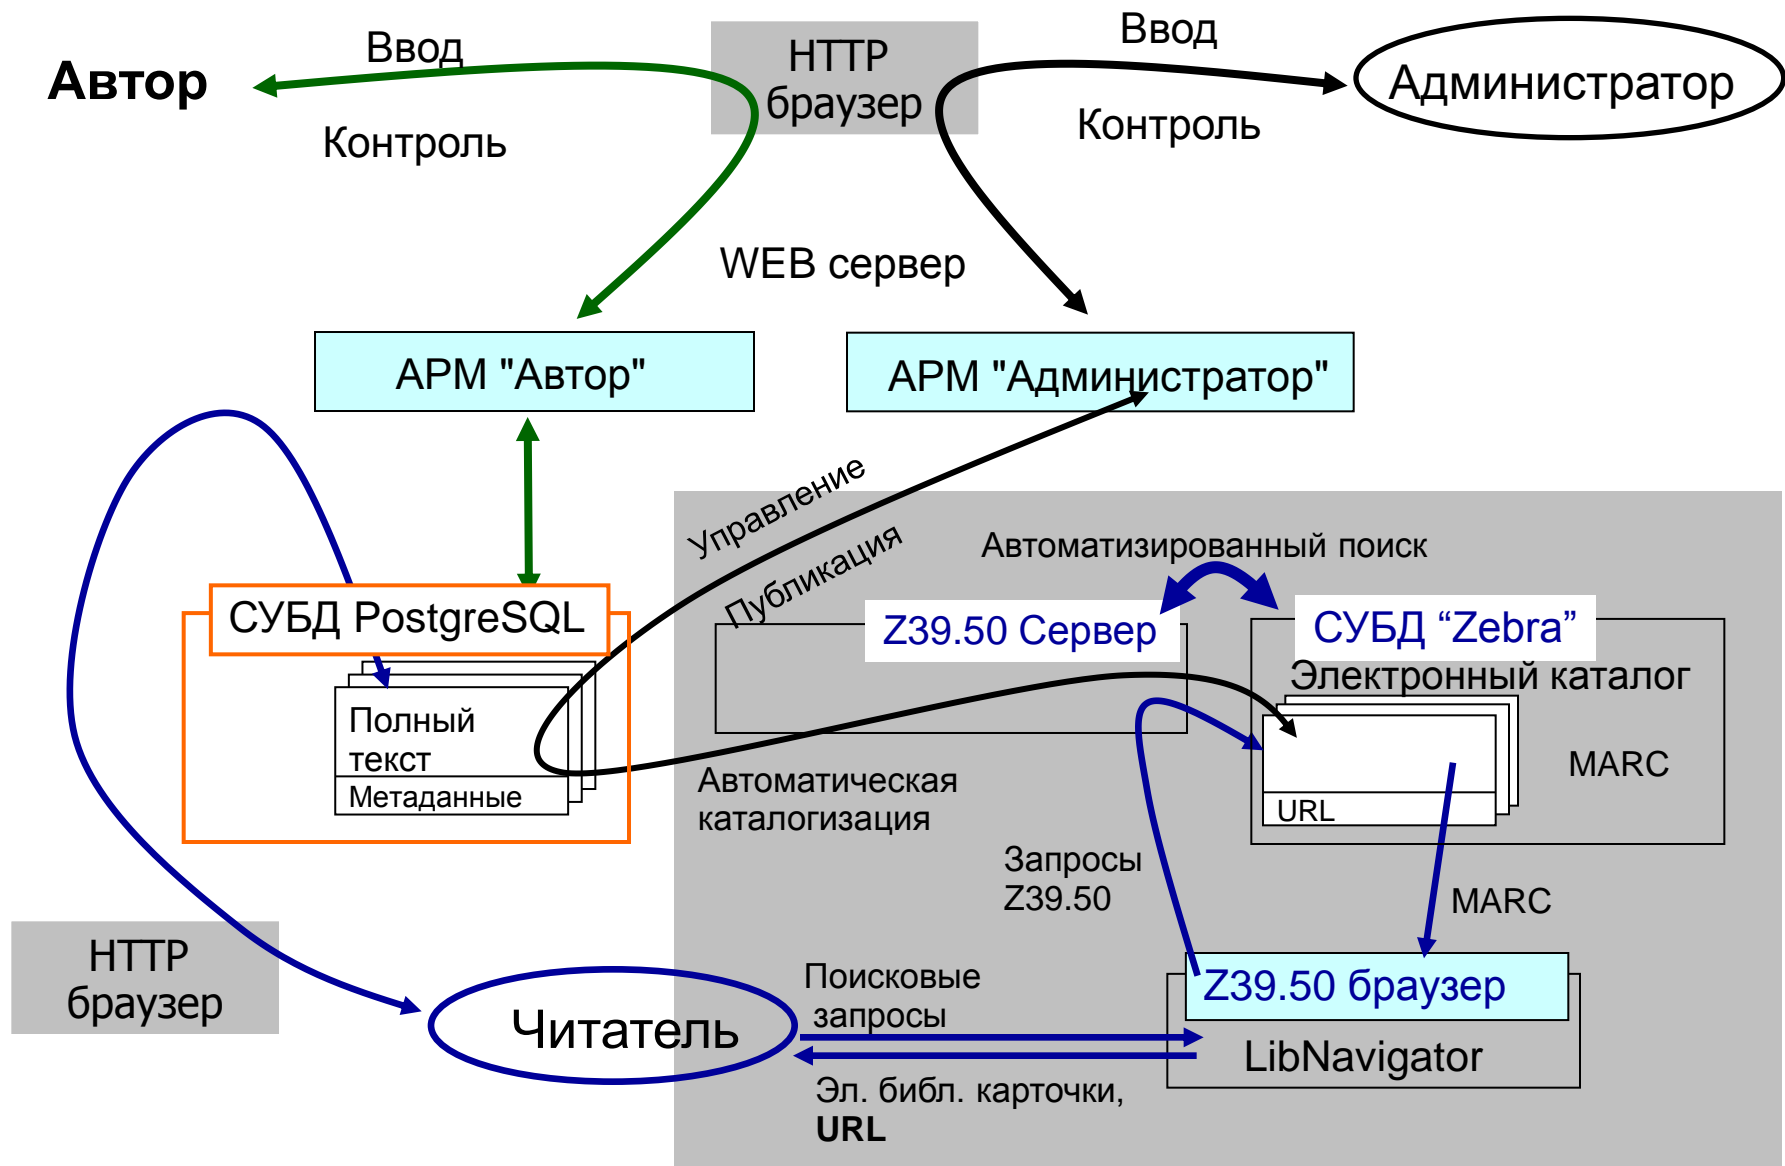 Автор
Ввод
Контроль
HTTP
браузер
Ввод
Контроль
Администратор
WEB сервер
АРМ "Автор"
АРМ "Администратор"
Управление
Публикация
Автоматизированный поиск
СУБД PostgreSQL
Z39.50 Сервер
СУБД “Zebra”
Электронный каталог
Полный
текст
Метаданные
MARC
URL
Автоматическая
каталогизация
Запросы
Z39.50
MARC
HTTP
браузер
Читатель
Поисковые
запросы
Z39.50 браузер
LibNavigator
Эл. библ. карточки,
URL